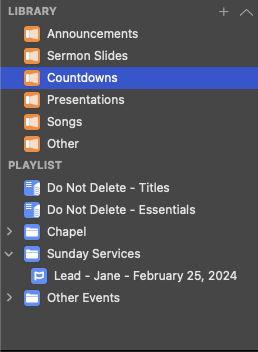 LIBRARY
Announcements
Sermon Slides
Countdowns
Presentations
Songs
Other
PLAYLIST
Do Not Delete - Titles
Do Not Delete - Essentials
Chapel
Sunday Services
Lead - Jane - February 25, 2024
Other Events